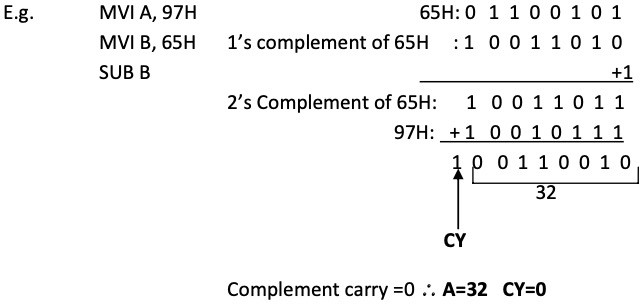 E.g. MVI A, 97H 65H: 0 1 1 0 0 1 0 1
MVI B, 65H 1’s complement of 65H : 1 0 0 1 1 0 1 0
SUB B +1
2’s Complement of 65H: 1 0 0 1 1 0 1 1
97H: + 1 0 0 1 0 1 1 1
1 0 0 1 1 0 0 1 0
32
CY
Complement carry =0 ∴ A=32 CY=0